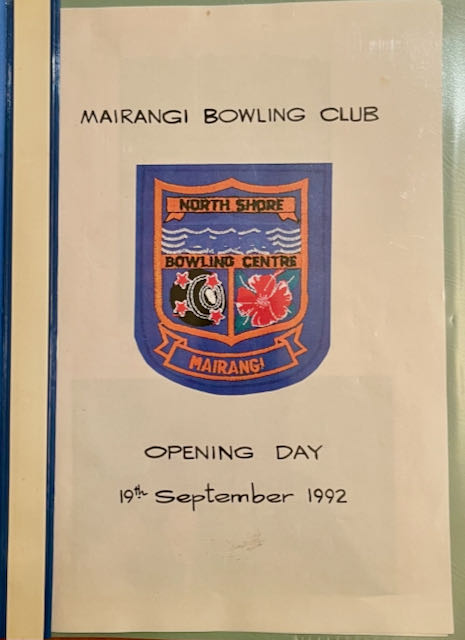 MAIRANGI BOWLING CLUB
NORTH SHORE
BOWLING CENTRE
MAIRANGI
OPENING DAY
19th September 1992